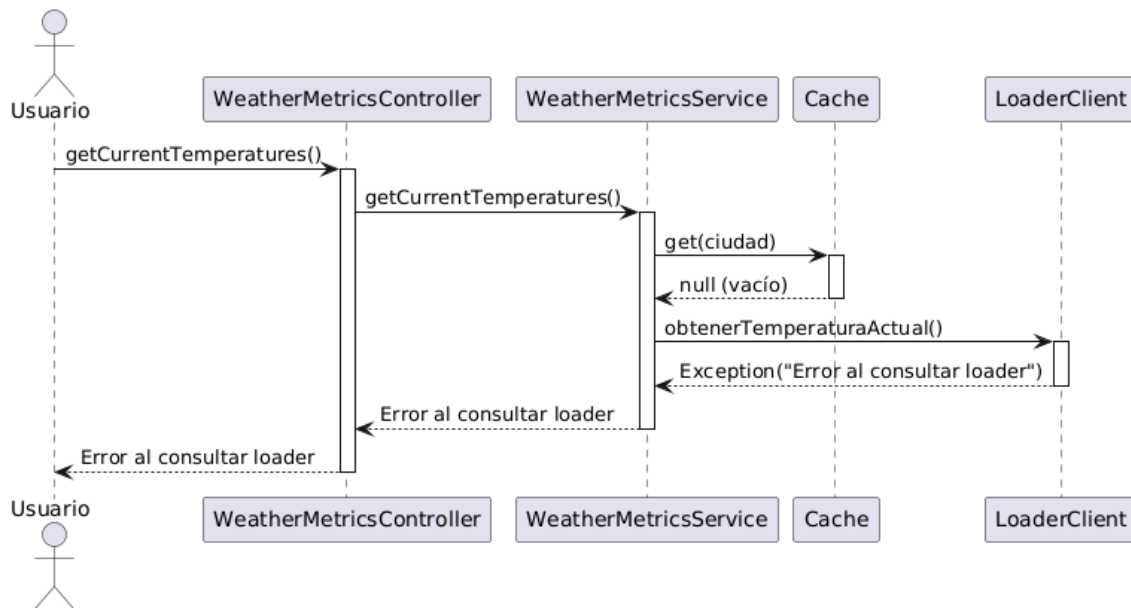 Usuario
WeatherMetricsController
WeatherMetricsService
Cache
LoaderClient
getCurrentTemperatures()
getCurrentTemperatures()
get(ciudad)
null (vacío)
obtenerTemperaturaActual()
Exception("Error al consultar loader")
Error al consultar loader
Error al consultar loader
Usuario
WeatherMetricsController
WeatherMetricsService
Cache
LoaderClient